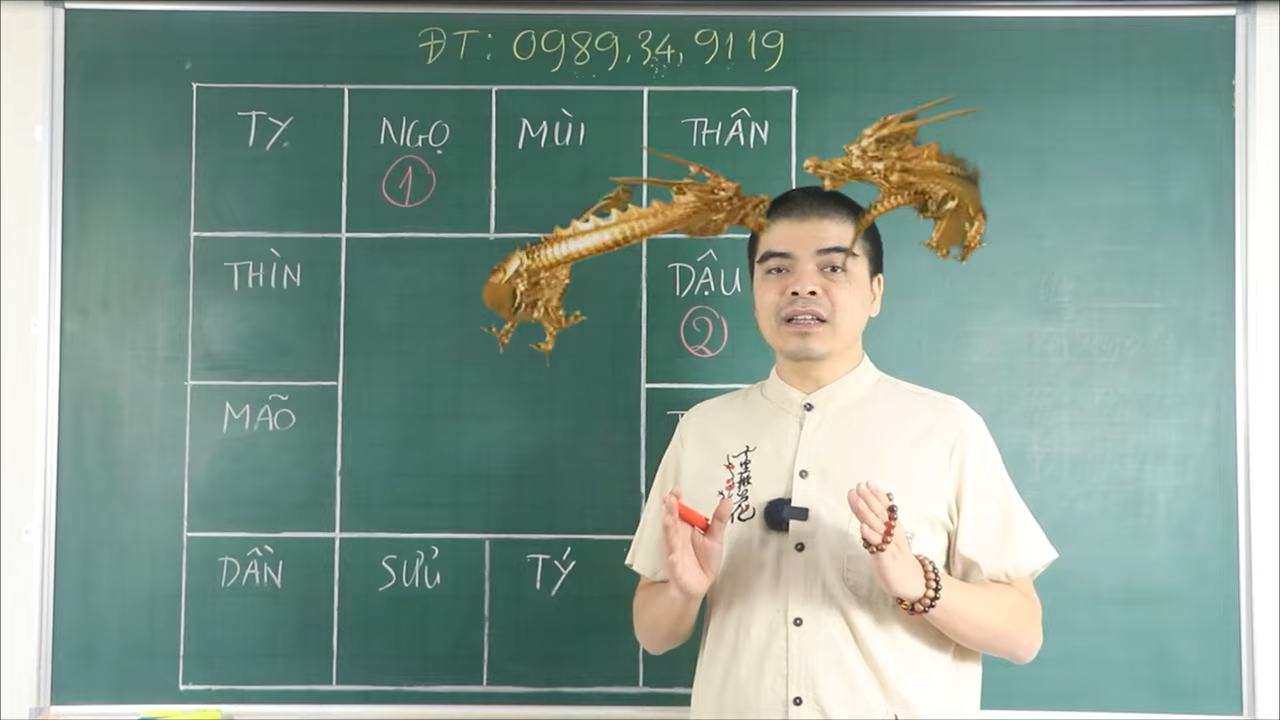 ĐT: 0989.34.9119
TỴ NGỌ MÙI THÂN
1
THÌN DẬU
2
MÃO
DẦN SỬU TÝ